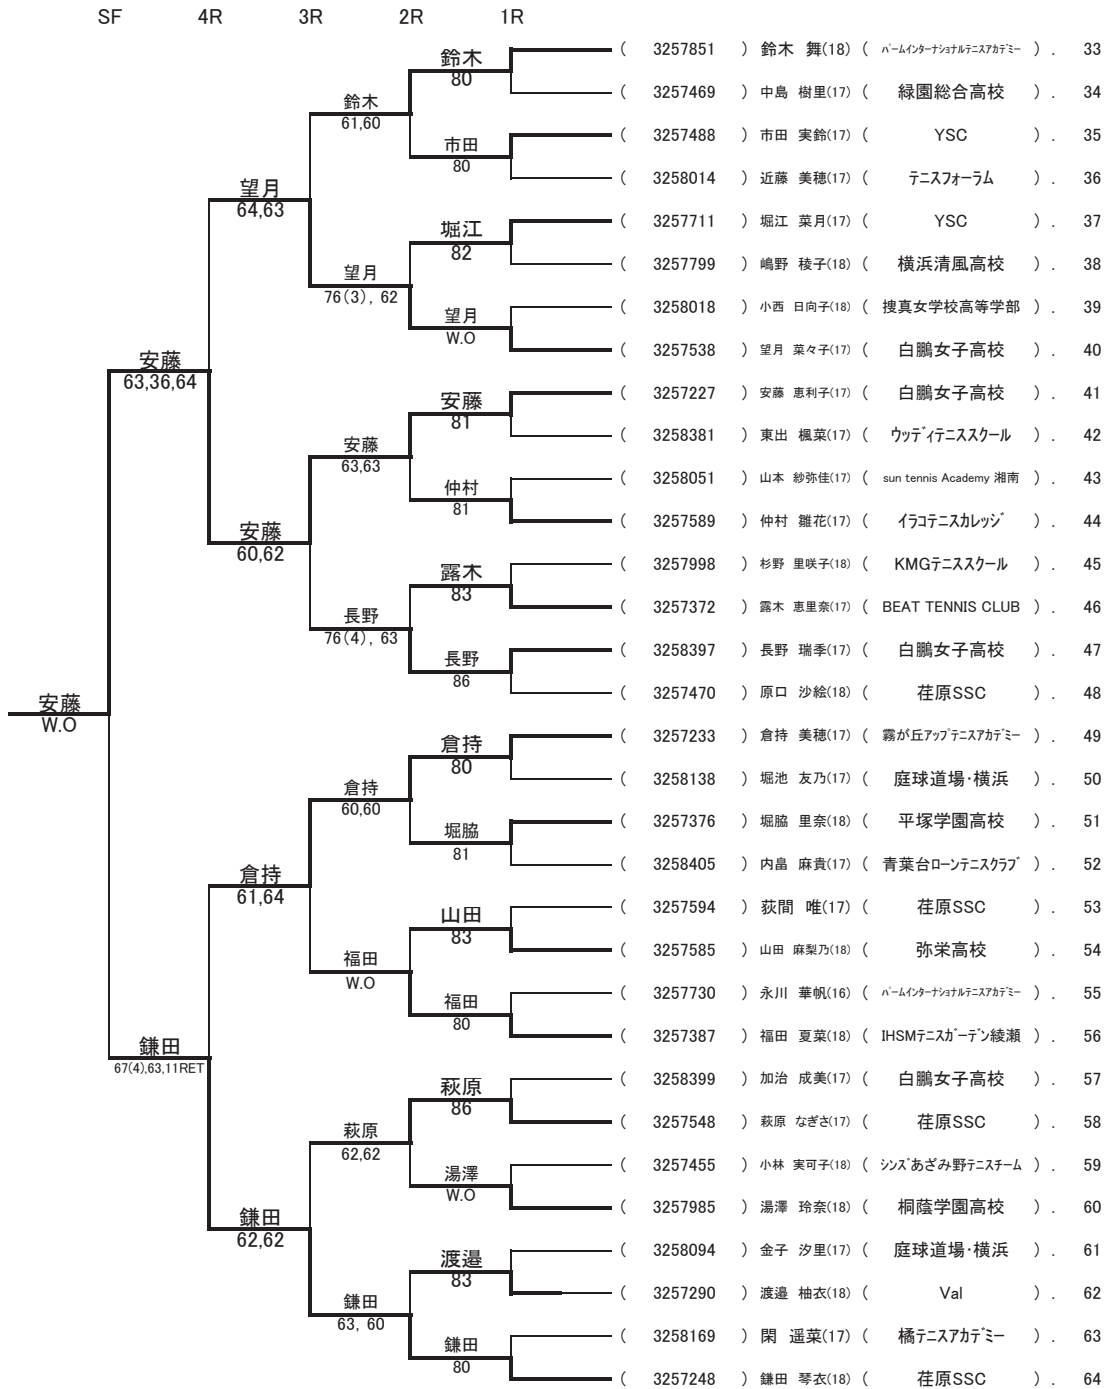 SF 4R 3R 2R 1R
( 3257851 ) 鈴木 舞(18) ( パームインターナショナルテニスアカデミー ) . 33
鈴木
80
( 3257469 ) 中島 樹里(17) ( 緑園総合高校 ) . 34
鈴木
61,60
( 3257488 ) 市田 実鈴(17) ( YSC ) . 35
市田
80
( 3258014 ) 近藤 美穂(17) ( テニスフォーラム ) . 36
望月
64,63
( 3257711 ) 堀江 菜月(17) ( YSC ) . 37
堀江
82
( 3257799 ) 嶋野 稜子(18) ( 横浜清風高校 ) . 38
望月
76(3), 62
( 3258018 ) 小西 日向子(18) ( 捜真女学校高等学部 ) . 39
望月
W.O
( 3257538 ) 望月 菜々子(17) ( 白鵬女子高校 ) . 40
安藤
63,36,64
( 3257227 ) 安藤 恵利子(17) ( 白鵬女子高校 ) . 41
安藤
81
( 3258381 ) 東出 楓菜(17) ( ウッディテニススクール ) . 42
安藤
63,63
( 3258051 ) 山本 紗弥佳(17) ( sun tennis Academy 湘南 ) . 43
仲村
81
( 3257589 ) 仲村 雛花(17) ( イラコテニスカレッジ ) . 44
安藤
60,62
( 3257998 ) 杉野 里咲子(18) ( KMGテニススクール ) . 45
露木
83
( 3257372 ) 露木 恵里奈(17) ( BEAT TENNIS CLUB ) . 46
長野
76(4), 63
( 3258397 ) 長野 瑞季(17) ( 白鵬女子高校 ) . 47
長野
86
( 3257470 ) 原口 沙絵(18) ( 荏原SSC ) . 48
安藤
W.O
( 3257233 ) 倉持 美穂(17) ( 霧が丘アップテニスアカデミー ) . 49
倉持
80
( 3258138 ) 堀池 友乃(17) ( 庭球道場・横浜 ) . 50
倉持
60,60
( 3257376 ) 堀脇 里奈(18) ( 平塚学園高校 ) . 51
堀脇
81
( 3258405 ) 内畠 麻貴(17) ( 青葉台ローンテニスクラブ ) . 52
倉持
61,64
( 3257594 ) 荻間 唯(17) ( 荏原SSC ) . 53
山田
83
( 3257585 ) 山田 麻梨乃(18) ( 弥栄高校 ) . 54
福田
W.O
( 3257730 ) 永川 華帆(16) ( パームインターナショナルテニスアカデミー ) . 55
福田
80
( 3257387 ) 福田 夏菜(18) ( IHSMテニスガーデン綾瀬 ) . 56
鎌田
67(4),63,11RET
( 3258399 ) 加治 成美(17) ( 白鵬女子高校 ) . 57
萩原
86
( 3257548 ) 萩原 なぎさ(17) ( 荏原SSC ) . 58
萩原
62,62
( 3257455 ) 小林 実可子(18) ( シンズあざみ野テニスチーム ) . 59
湯澤
W.O
( 3257985 ) 湯澤 玲奈(18) ( 桐蔭学園高校 ) . 60
鎌田
62,62
( 3258094 ) 金子 汐里(17) ( 庭球道場・横浜 ) . 61
渡邉
83
( 3257290 ) 渡邉 柚衣(18) ( Val ) . 62
鎌田
63, 60
( 3258169 ) 閑 遥菜(17) ( 橘テニスアカデミー ) . 63
鎌田
80
( 3257248 ) 鎌田 琴衣(18) ( 荏原SSC ) . 64